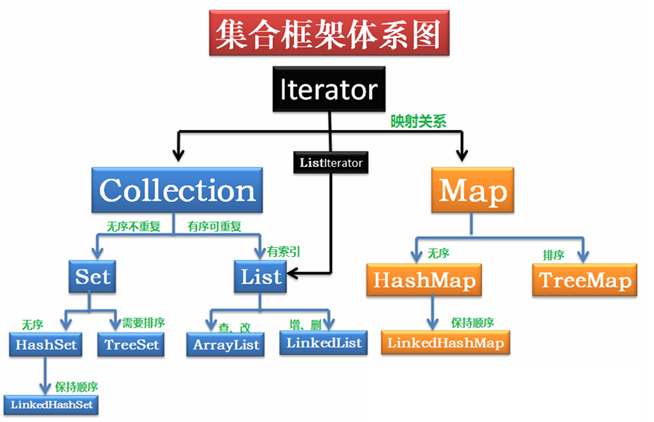 集合框架体系图
Iterator
映射关系
ListIterator
Collection
Map
无序不重复
有序可重复
有索引
无序
排序
Set
List
HashMap
TreeMap
无序
需要排序
查、改
增、删
保持顺序
HashSet
TreeSet
ArrayList
LinkedList
LinkedHashMap
保持顺序
LinkedHashSet